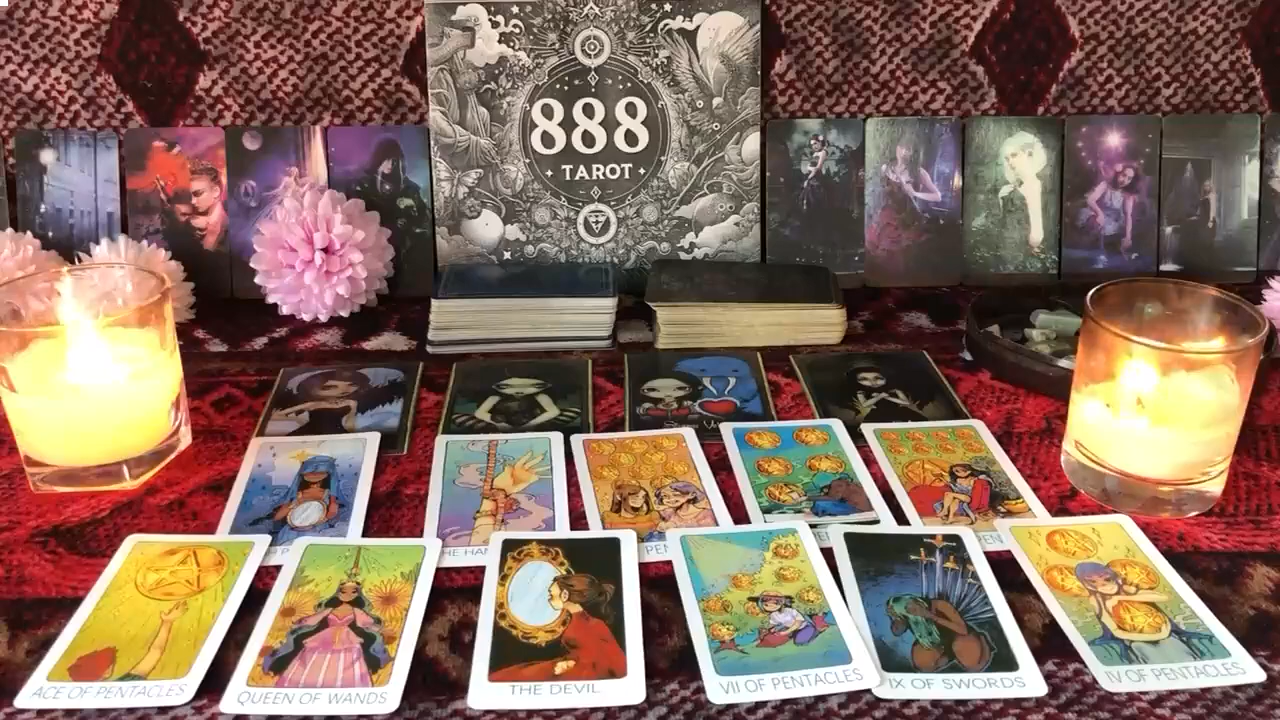 888
TAROT
ACE OF PENTACLES
QUEEN OF WANDS
THE DEVIL
VII OF PENTACLES
IX OF SWORDS
IV OF PENTACLES